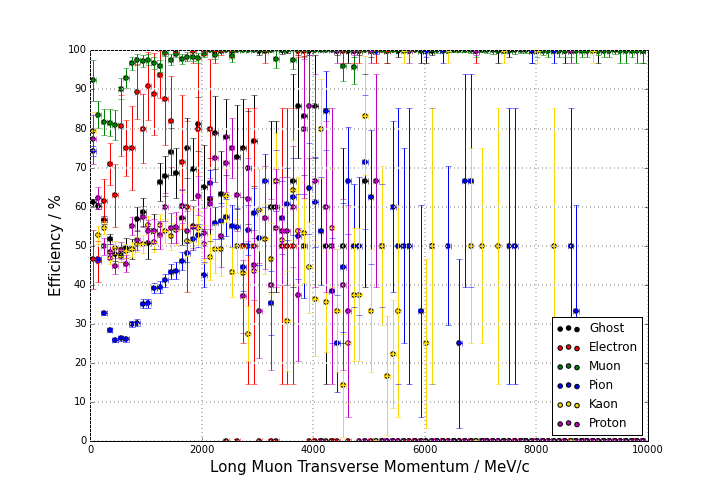 100
90
80
70
60
50
40
30
20
10
0
Efficiency / %
0 2000 4000 6000 8000 10000
Long Muon Transverse Momentum / MeV/c
Ghost
Electron
Muon
Pion
Kaon
Proton